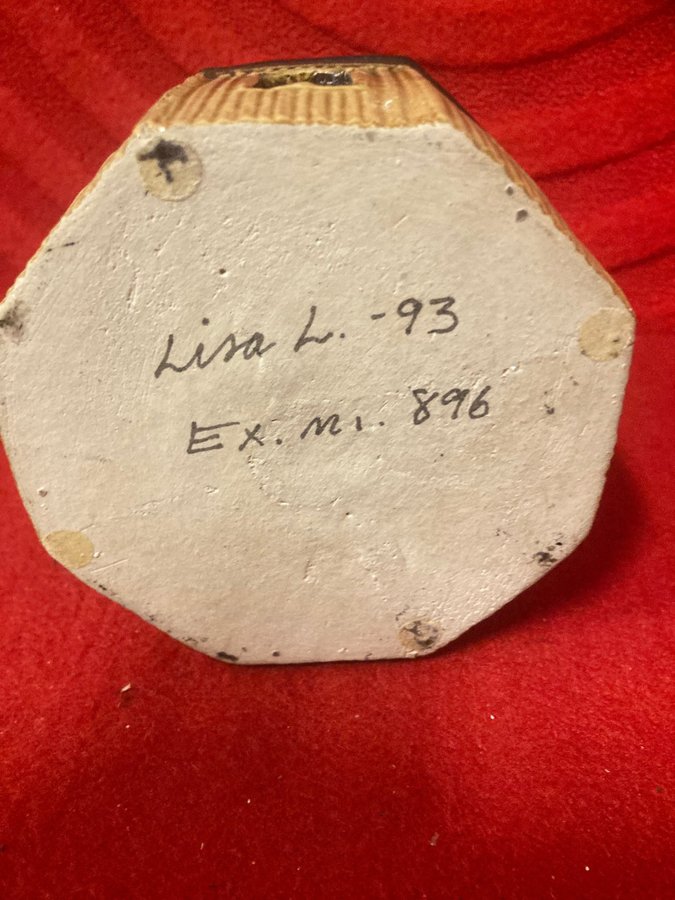 Lisa L. -93
Ex. nr. 896